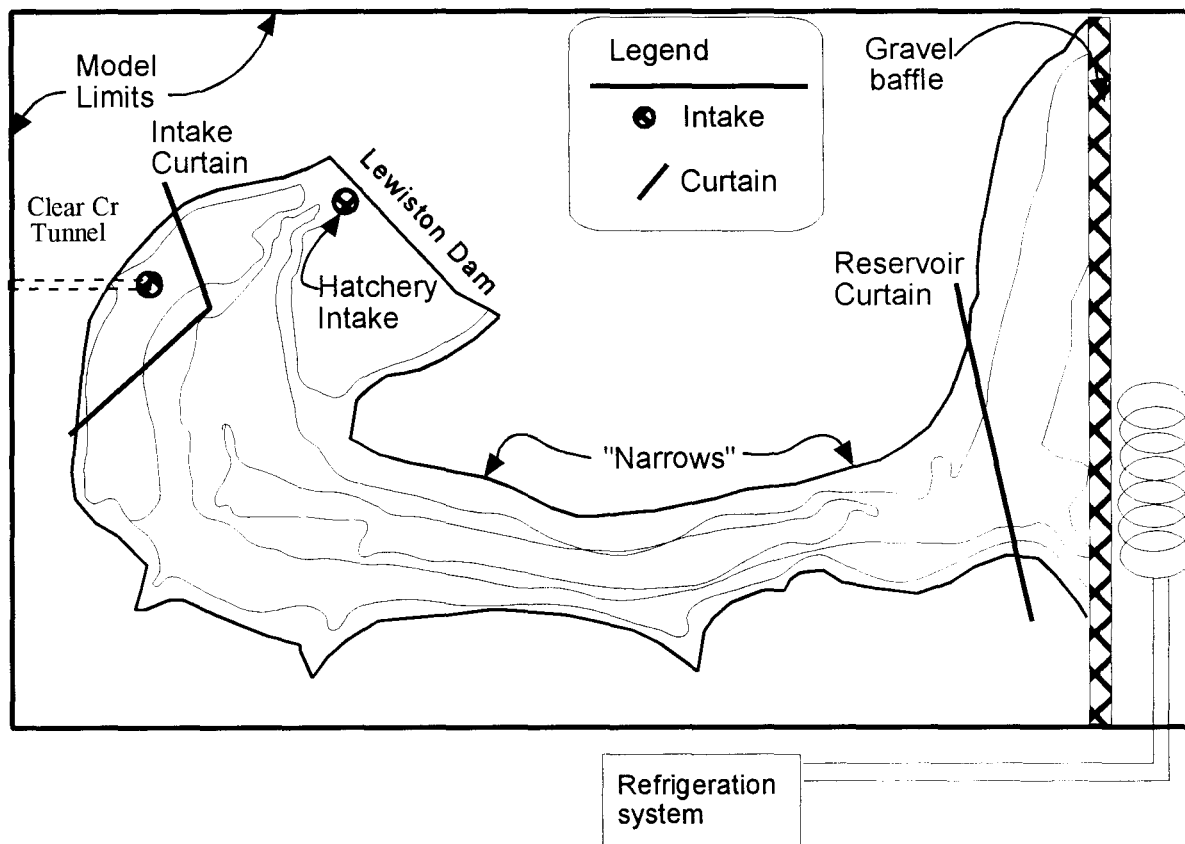 Model
Limits
Intake
Curtain
Clear Cr
Tunnel
Lewiston Dam
Hatchery
Intake
Legend
Intake
Curtain
Gravel
baffle
Reservoir
Curtain
"Narrows"
Refrigeration
system